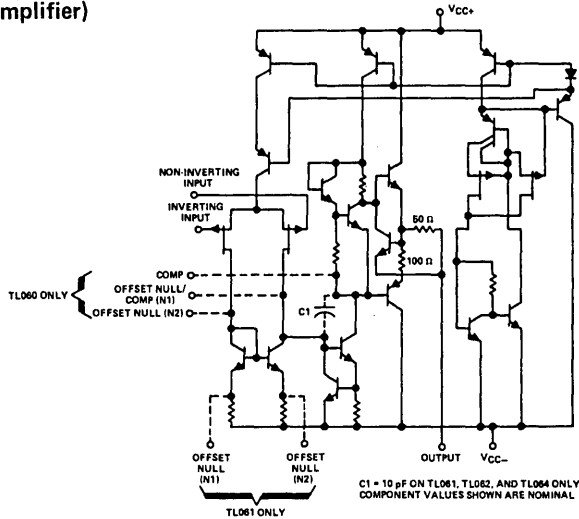 mplifier)
VCC+
NON-INVERTING
INPUT
INVERTING
INPUT
50 Ω
100 Ω
COMP
OFFSET NULL/
COMP (N1)
OFFSET NULL (N2)
TL060 ONLY
C1
OFFSET
NULL
(N1)
OFFSET
NULL
(N2)
OUTPUT
VCC−
TL061 ONLY
C1 = 10 pF ON TL061, TL062, AND TL064 ONLY
COMPONENT VALUES SHOWN ARE NOMINAL